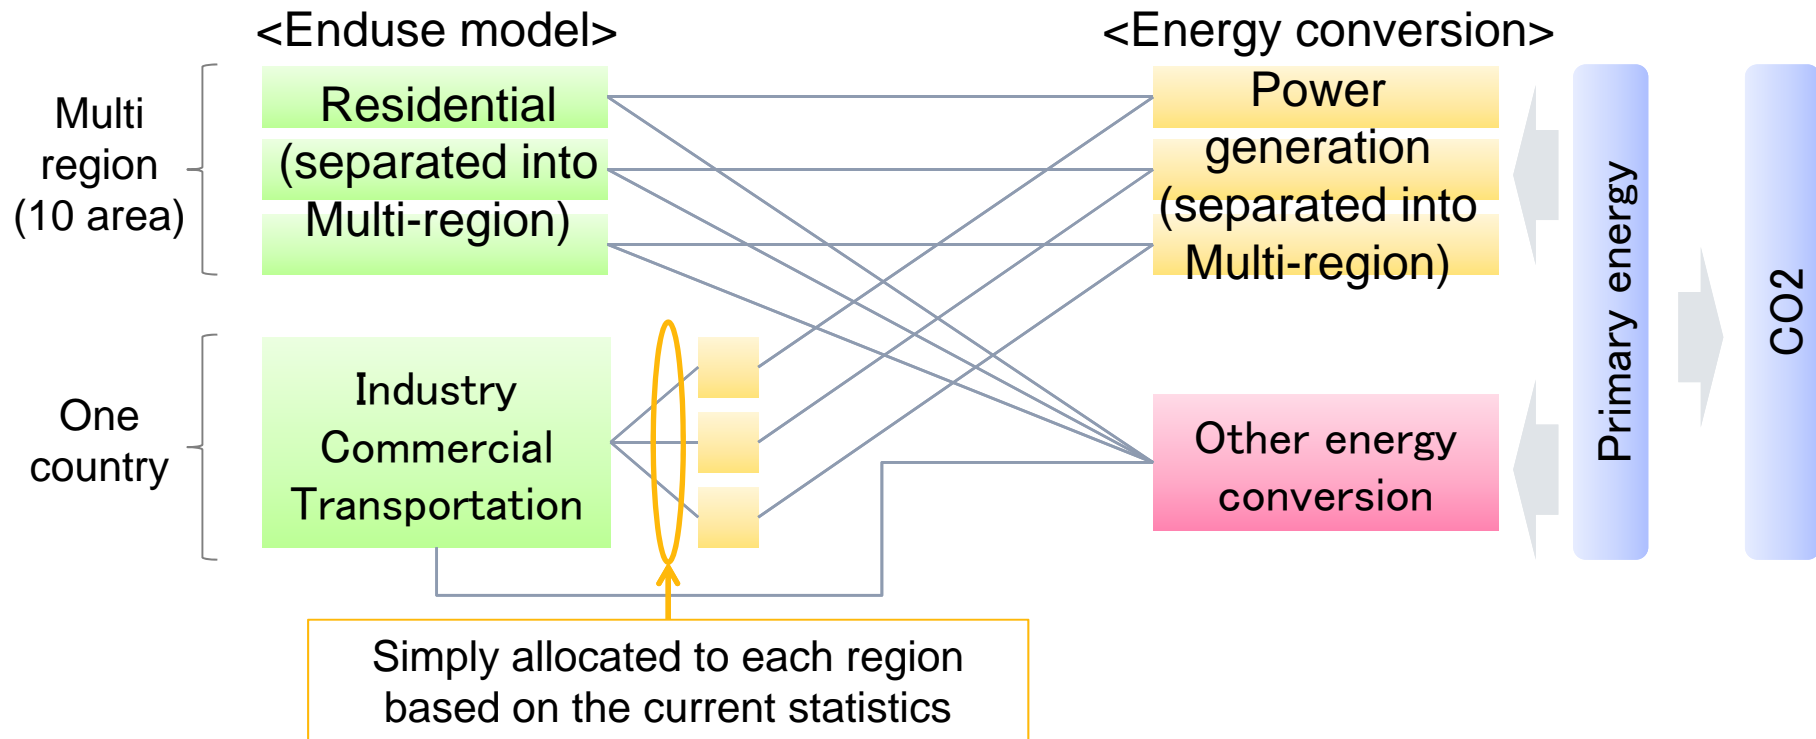 <Enduse model>
<Energy conversion>
Multi
region
(10 area)
Residential
(separated into
Multi-region)
Power
generation
(separated into
Multi-region)
Primary energy
CO2
One
country
Industry
Commercial
Transportation
Other energy
conversion
Simply allocated to each region
based on the current statistics